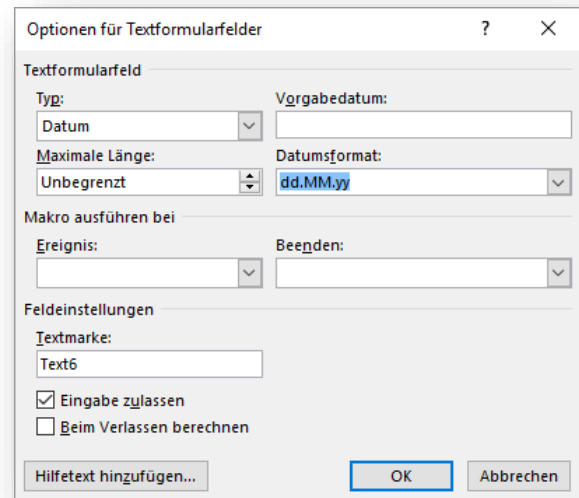 Optionen für Textformularfelder ?
Textformularfeld
Typ: Vorgabedatum:
Datum
Maximale Länge: Datumsformat:
Unbegrenzt dd.MM.yy
Makro ausführen bei
Ereignis: Beenden:
Feldeinstellungen
Textmarke:
Text6
Eingabe zulassen
Beim Verlassen berechnen
Hilfetext hinzufügen... OK Abbrechen